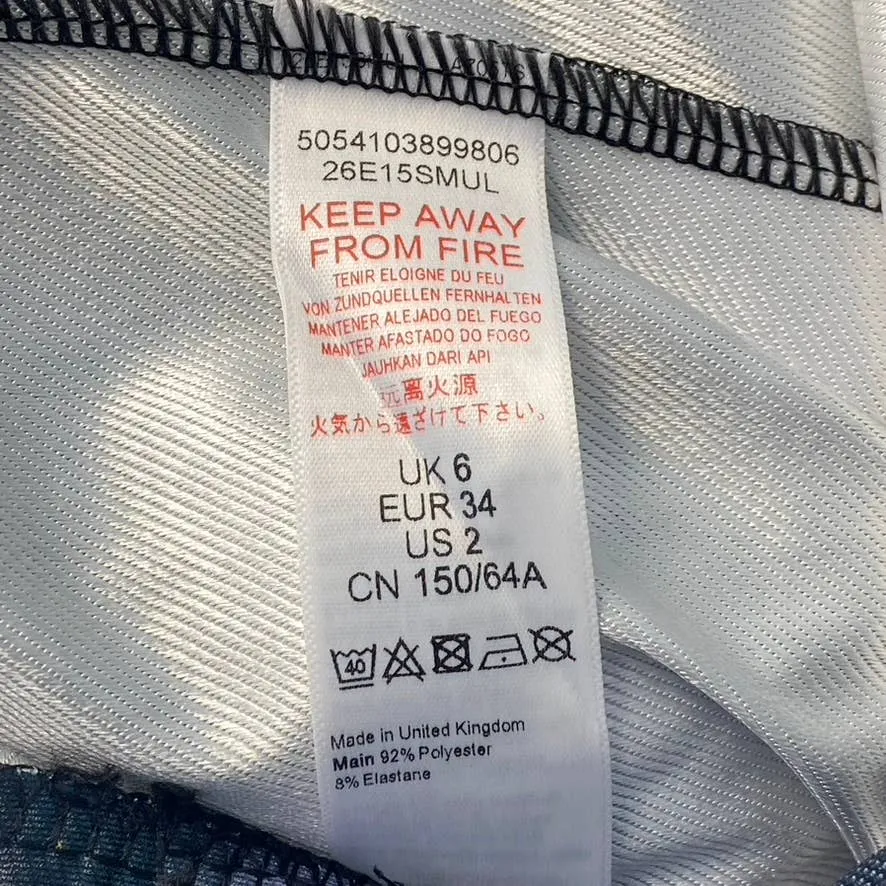 5054103899806
26E15SMUL
KEEP AWAY
FROM FIRE
TENIR ELOIGNE DU FEU
VON ZUNDQUELLEN FERNHALTEN
MANTENER ALEJADO DEL FUEGO
MANTER AFASTADO DO FOGO
JAUHKAN DARI API
远离火源
火気から遠ざけて下さい。
UK 6
EUR 34
US 2
CN 150/64A
40
Made in United Kingdom
Main 92% Polyester
8% Elastane